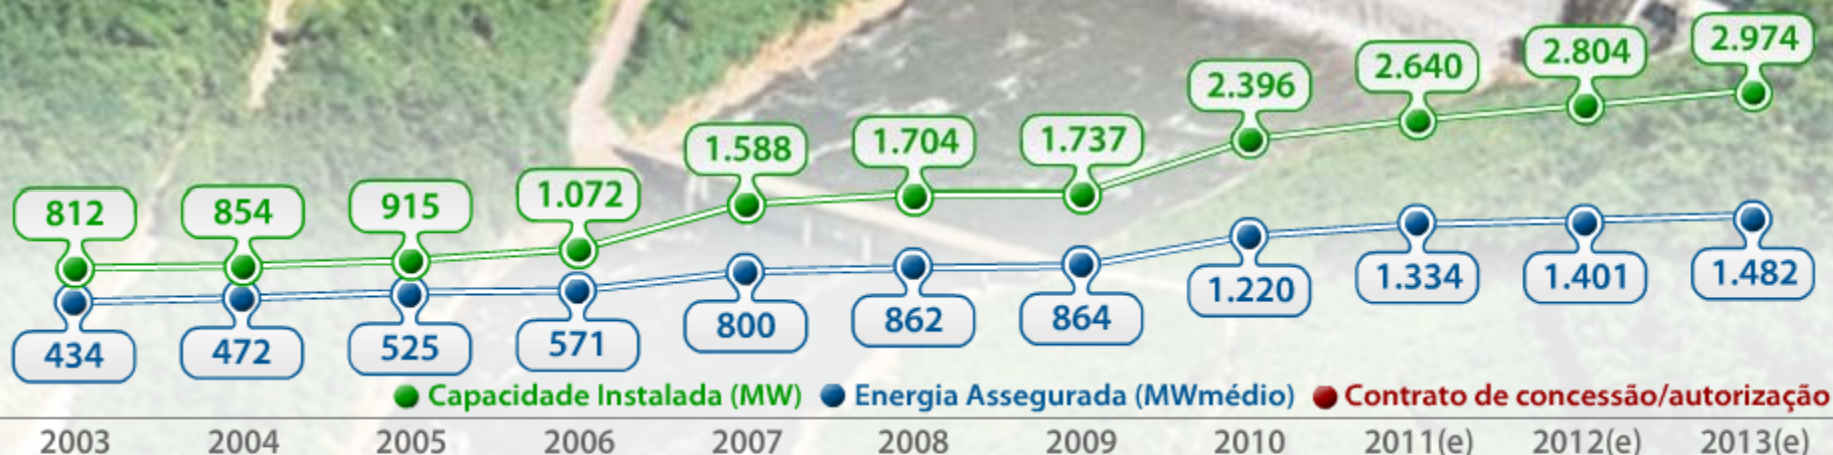 812 854 915 1.072 1.588 1.704 1.737 2.396 2.640 2.804 2.974
434 472 525 571 800 862 864 1.220 1.334 1.401 1.482
Capacidade Instalada (MW) Energia Assegurada (MWmédio) Contrato de concessão/autorização
2003 2004 2005 2006 2007 2008 2009 2010 2011(e) 2012(e) 2013(e)